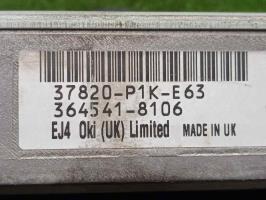 37820-P1K-E63
364541-8106
EJ4 Oki (UK) Limited MADE IN UK